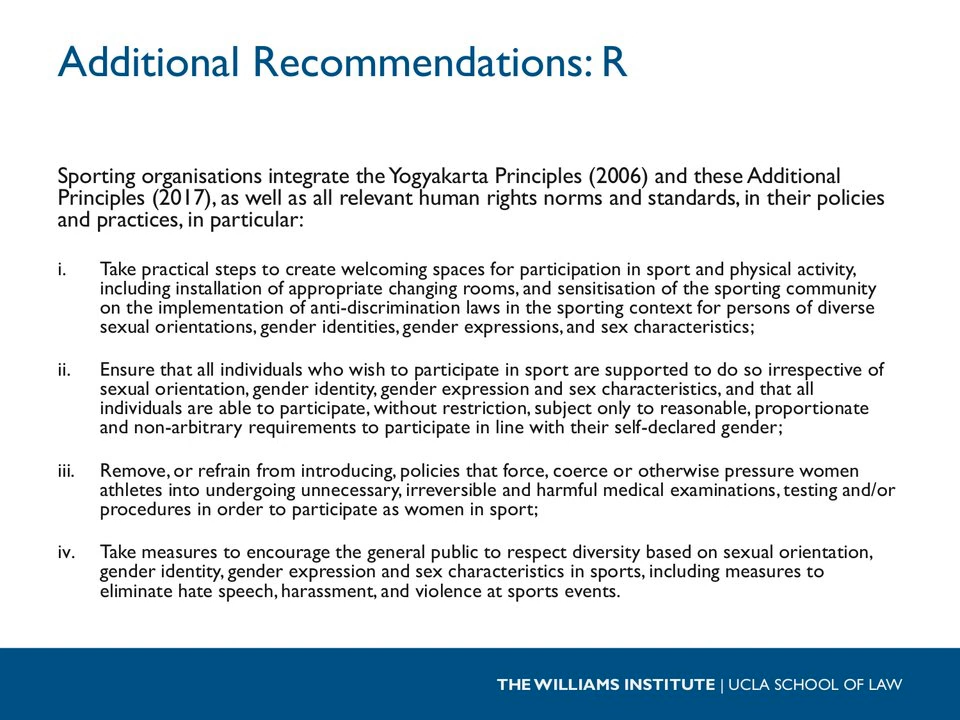 Additional Recommendations: R
Sporting organisations integrate the Yogyakarta Principles (2006) and these Additional
Principles (2017), as well as all relevant human rights norms and standards, in their policies
and practices, in particular:
i. Take practical steps to create welcoming spaces for participation in sport and physical activity,
including installation of appropriate changing rooms, and sensitisation of the sporting community
on the implementation of anti-discrimination laws in the sporting context for persons of diverse
sexual orientations, gender identities, gender expressions, and sex characteristics;
ii. Ensure that all individuals who wish to participate in sport are supported to do so irrespective of
sexual orientation, gender identity, gender expression and sex characteristics, and that all
individuals are able to participate, without restriction, subject only to reasonable, proportionate
and non-arbitrary requirements to participate in line with their self-declared gender;
iii. Remove, or refrain from introducing, policies that force, coerce or otherwise pressure women
athletes into undergoing unnecessary, irreversible and harmful medical examinations, testing and/or
procedures in order to participate as women in sport;
iv. Take measures to encourage the general public to respect diversity based on sexual orientation,
gender identity, gender expression and sex characteristics in sports, including measures to
eliminate hate speech, harassment, and violence at sports events.
THE WILLIAMS INSTITUTE | UCLA SCHOOL OF LAW